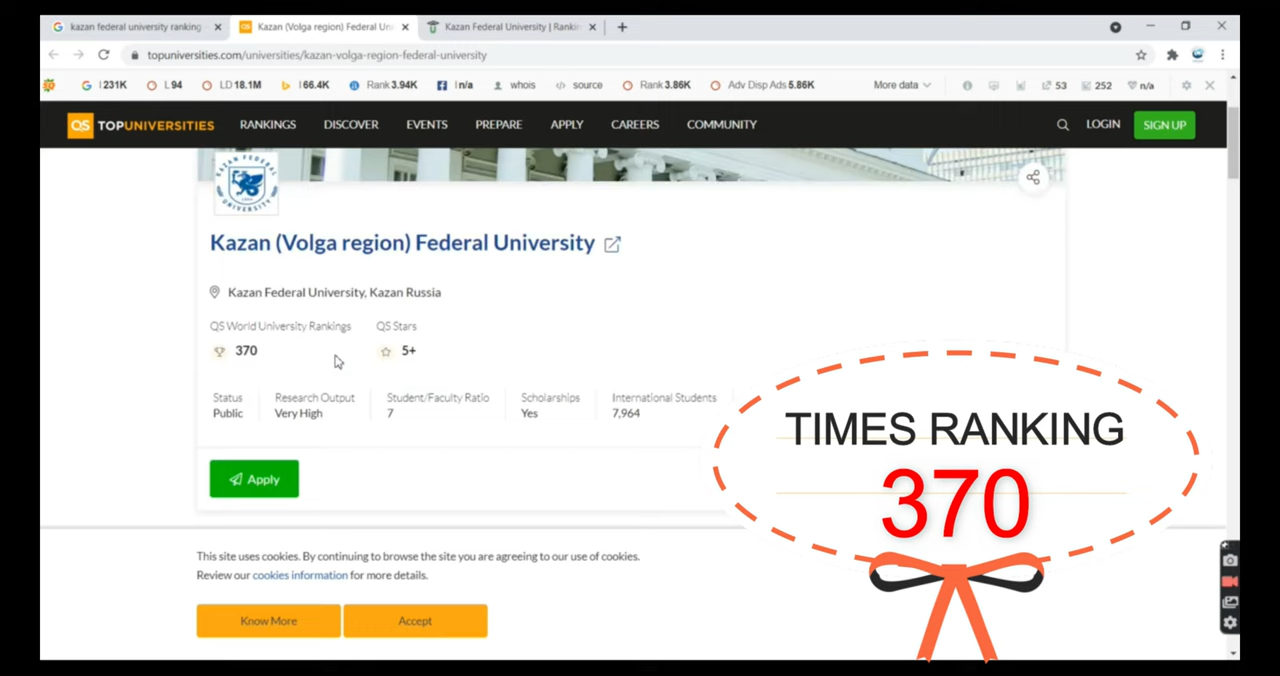 kazan federal university ranking
Kazan (Volga region) Federal Uni
Kazan Federal University | Rankin
topuniversities.com/universities/kazan-volga-region-federal-university
I 231K L 94 LD 18.1M I 66.4K Rank 3.94K I n/a whois source Rank 3.86K Adv Disp Ads 5.86K More data 53 252 n/a
QS TOPUNIVERSITIES RANKINGS DISCOVER EVENTS PREPARE APPLY CAREERS COMMUNITY LOGIN SIGN UP
KAZAN FEDERAL
UNIVERSITY
Kazan (Volga region) Federal University
Kazan Federal University, Kazan Russia
QS World University Rankings QS Stars
370 5+
Status Research Output Student/Faculty Ratio Scholarships International Students
Public Very High 7 Yes 7,964
Apply
TIMES RANKING
370
This site uses cookies. By continuing to browse the site you are agreeing to our use of cookies.
Review our cookies information for more details.
Know More Accept